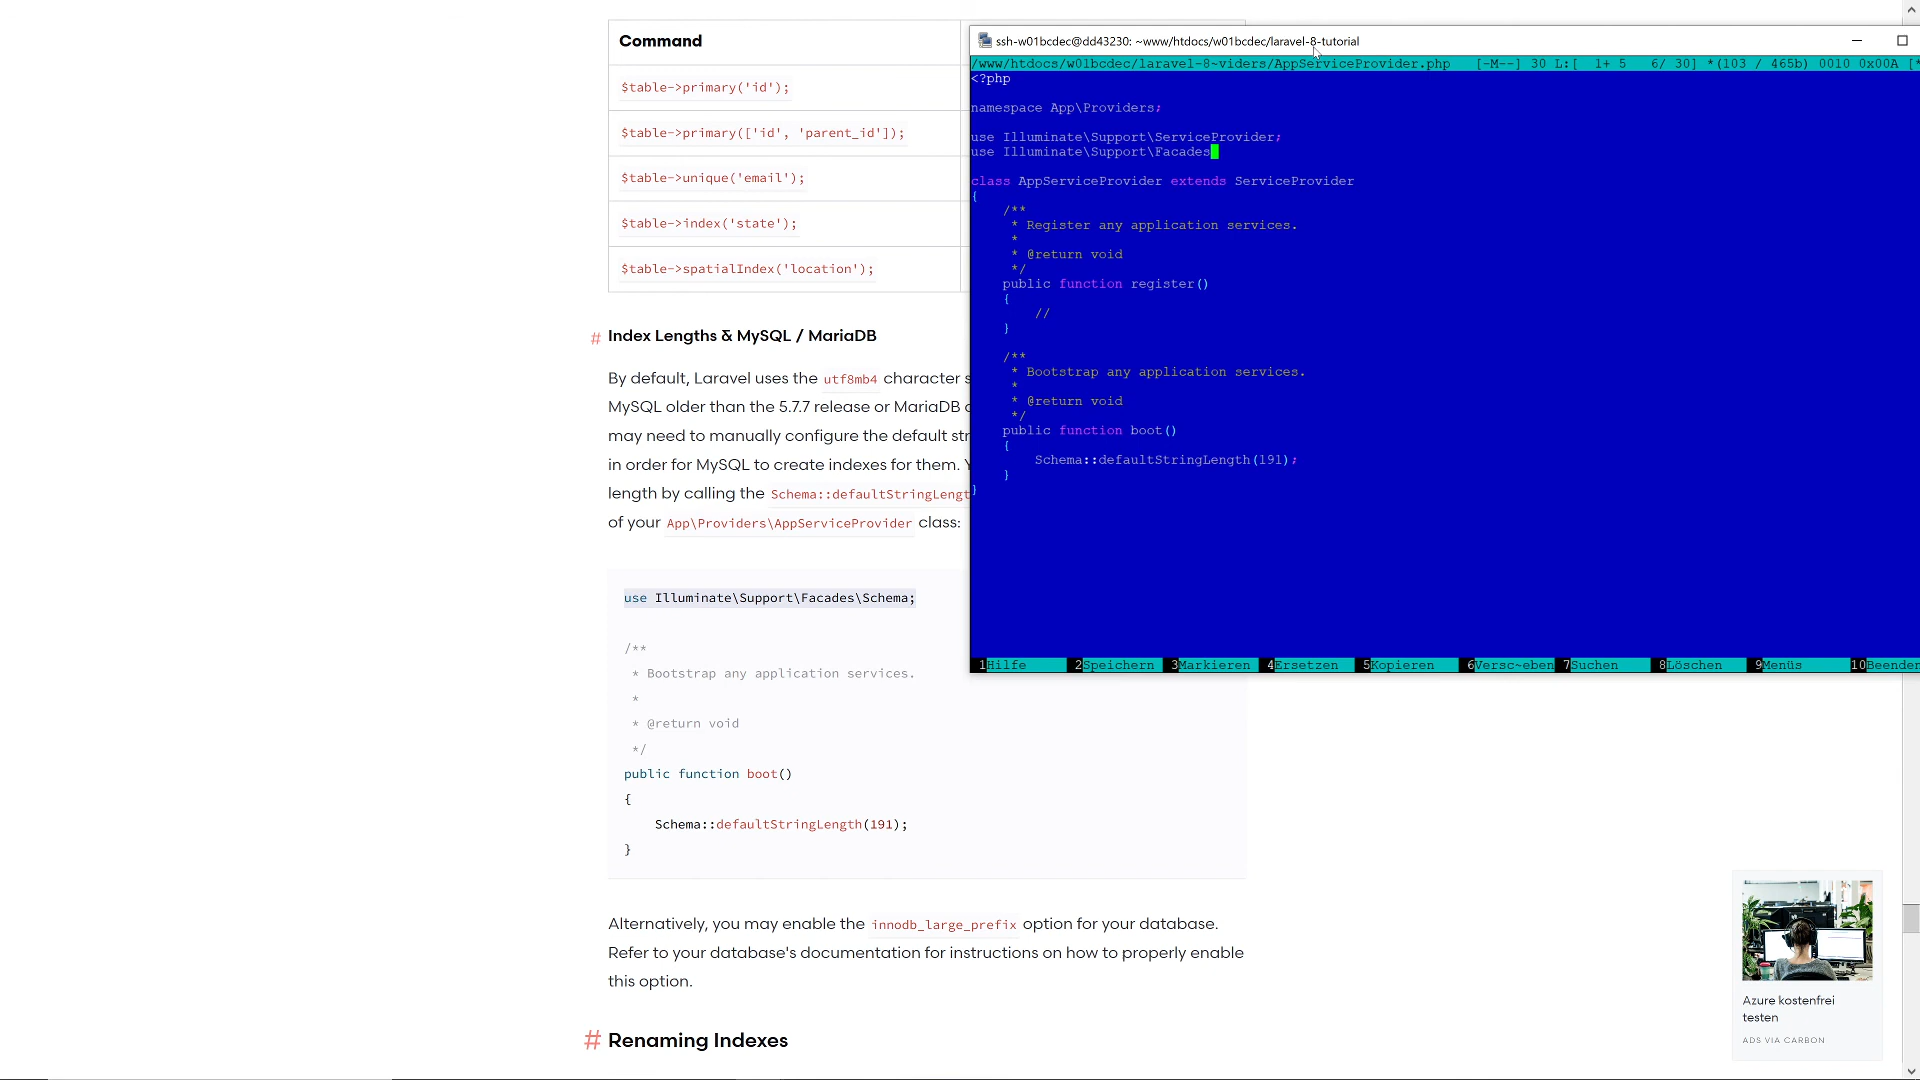 Command
$table->primary('id');
$table->primary(['id', 'parent_id']);
$table->unique('email');
$table->index('state');
$table->spatialIndex('location');
# Index Lengths & MySQL / MariaDB
By default, Laravel uses the utf8mb4 character s
MySQL older than the 5.7.7 release or MariaDB
may need to manually configure the default str
in order for MySQL to create indexes for them. Y
length by calling the Schema::defaultStringLengt
of your App\Providers\AppServiceProvider class:
use Illuminate\Support\Facades\Schema;
/**
* Bootstrap any application services.
*
* @return void
*/
public function boot()
{
Schema::defaultStringLength(191);
}
Alternatively, you may enable the innodb_large_prefix option for your database.
Refer to your database's documentation for instructions on how to properly enable
this option.
# Renaming Indexes
ssh-w01bcdec@dd43230: ~www/htdocs/w01bcdec/laravel-8-tutorial
/www/htdocs/w01bcdec/laravel-8~viders/AppServiceProvider.php [-M--] 30 L:[ 1+ 5 6/ 30] *(103 / 465b) 0010 0x00A [*
<?php
namespace App\Providers;
use Illuminate\Support\ServiceProvider;
use Illuminate\Support\Facades
class AppServiceProvider extends ServiceProvider
{
/**
* Register any application services.
*
* @return void
*/
public function register()
{
//
}
/**
* Bootstrap any application services.
*
* @return void
*/
public function boot()
{
Schema::defaultStringLength(191);
}
}
1Hilfe 2Speichern 3Markieren 4Ersetzen 5Kopieren 6Versc~eben 7Suchen 8Löschen 9Menüs 10Beenden
Azure kostenfrei
testen
ADS VIA CARBON